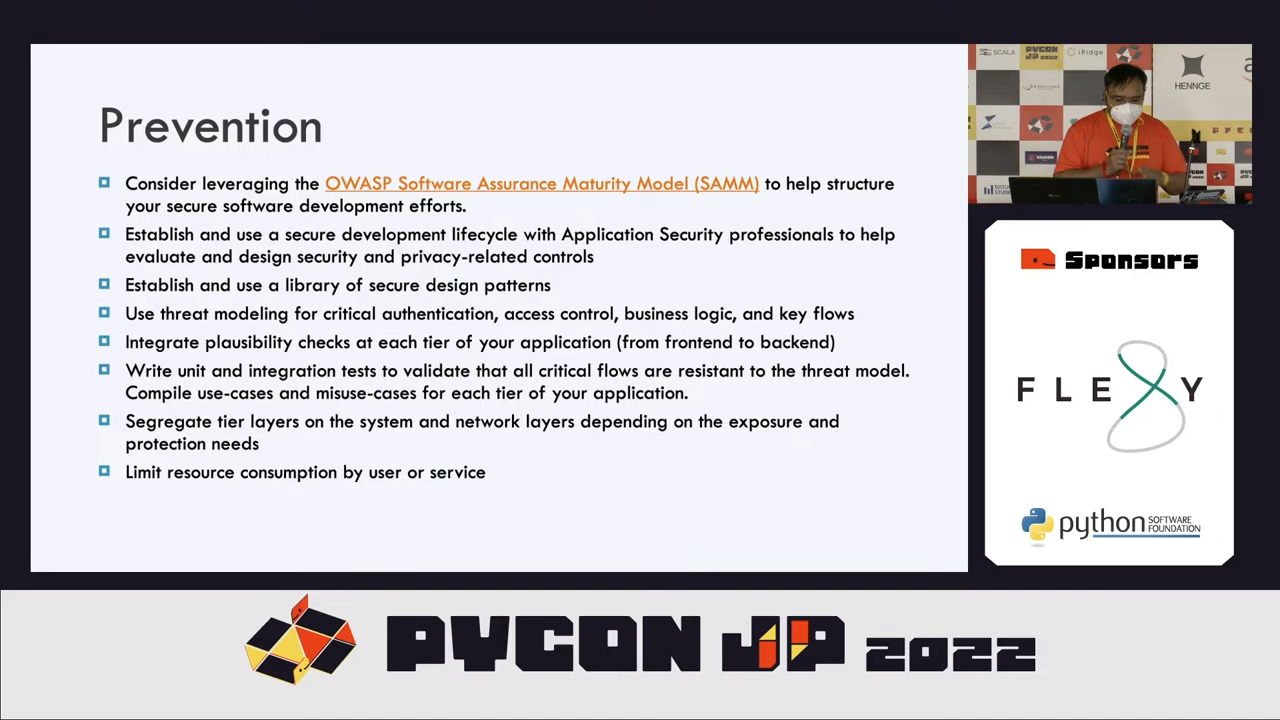 Prevention
Consider leveraging the OWASP Software Assurance Maturity Model (SAMM) to help structure
your secure software development efforts.
Establish and use a secure development lifecycle with Application Security professionals to help
evaluate and design security and privacy-related controls
Establish and use a library of secure design patterns
Use threat modeling for critical authentication, access control, business logic, and key flows
Integrate plausibility checks at each tier of your application (from frontend to backend)
Write unit and integration tests to validate that all critical flows are resistant to the threat model.
Compile use-cases and misuse-cases for each tier of your application.
Segregate tier layers on the system and network layers depending on the exposure and
protection needs
Limit resource consumption by user or service
SCALA
PYCON
JP 2022
iRidge
HENNGE
Sponsors
FLEXY
python
SOFTWARE
FOUNDATION
PYCON JP 2022